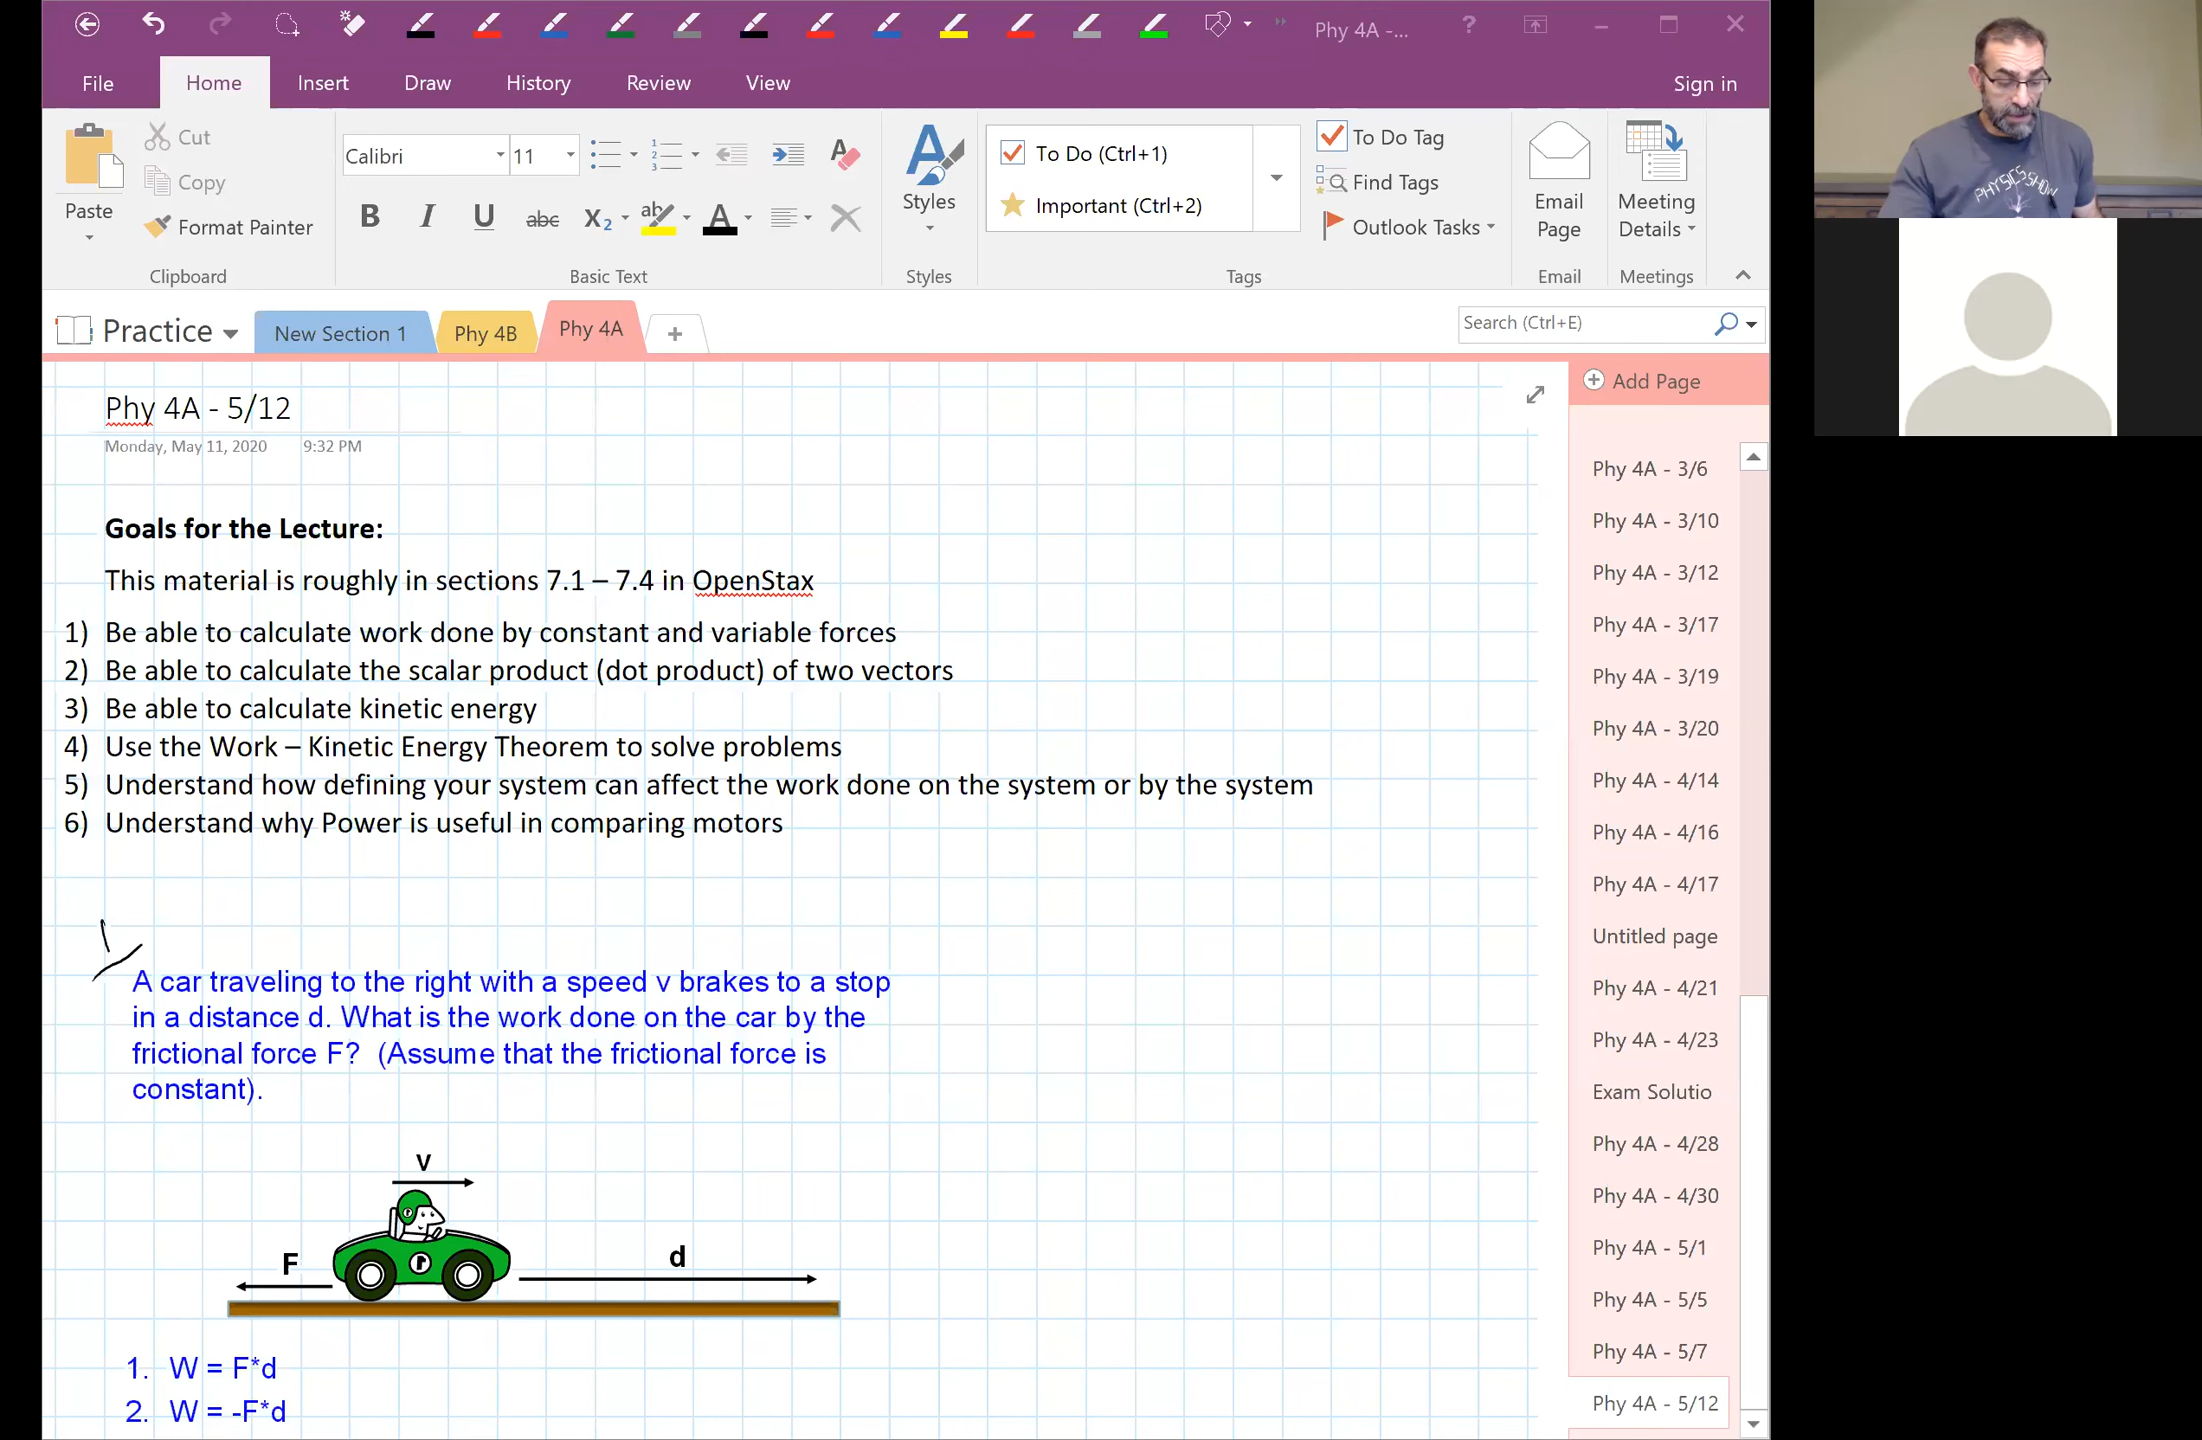 Phy 4A -...
?
File Home Insert Draw History Review View Sign in
Paste
Cut
Copy
Format Painter
Clipboard
Calibri 11
B I U abc X2 ab A
Basic Text
Styles
Styles
To Do (Ctrl+1)
Important (Ctrl+2)
To Do Tag
Find Tags
Outlook Tasks
Tags
Email
Page
Email
Meeting
Details
Meetings
Practice New Section 1 Phy 4B Phy 4A +
Search (Ctrl+E)
Phy 4A - 5/12
Monday, May 11, 2020 9:32 PM
Goals for the Lecture:
This material is roughly in sections 7.1 – 7.4 in OpenStax
1) Be able to calculate work done by constant and variable forces
2) Be able to calculate the scalar product (dot product) of two vectors
3) Be able to calculate kinetic energy
4) Use the Work – Kinetic Energy Theorem to solve problems
5) Understand how defining your system can affect the work done on the system or by the system
6) Understand why Power is useful in comparing motors
A car traveling to the right with a speed v brakes to a stop
in a distance d. What is the work done on the car by the
frictional force F? (Assume that the frictional force is
constant).
v
F
d
1. W = F*d
2. W = -F*d
Add Page
Phy 4A - 3/6
Phy 4A - 3/10
Phy 4A - 3/12
Phy 4A - 3/17
Phy 4A - 3/19
Phy 4A - 3/20
Phy 4A - 4/14
Phy 4A - 4/16
Phy 4A - 4/17
Untitled page
Phy 4A - 4/21
Phy 4A - 4/23
Exam Solutio
Phy 4A - 4/28
Phy 4A - 4/30
Phy 4A - 5/1
Phy 4A - 5/5
Phy 4A - 5/7
Phy 4A - 5/12
PHYSICS SHOW